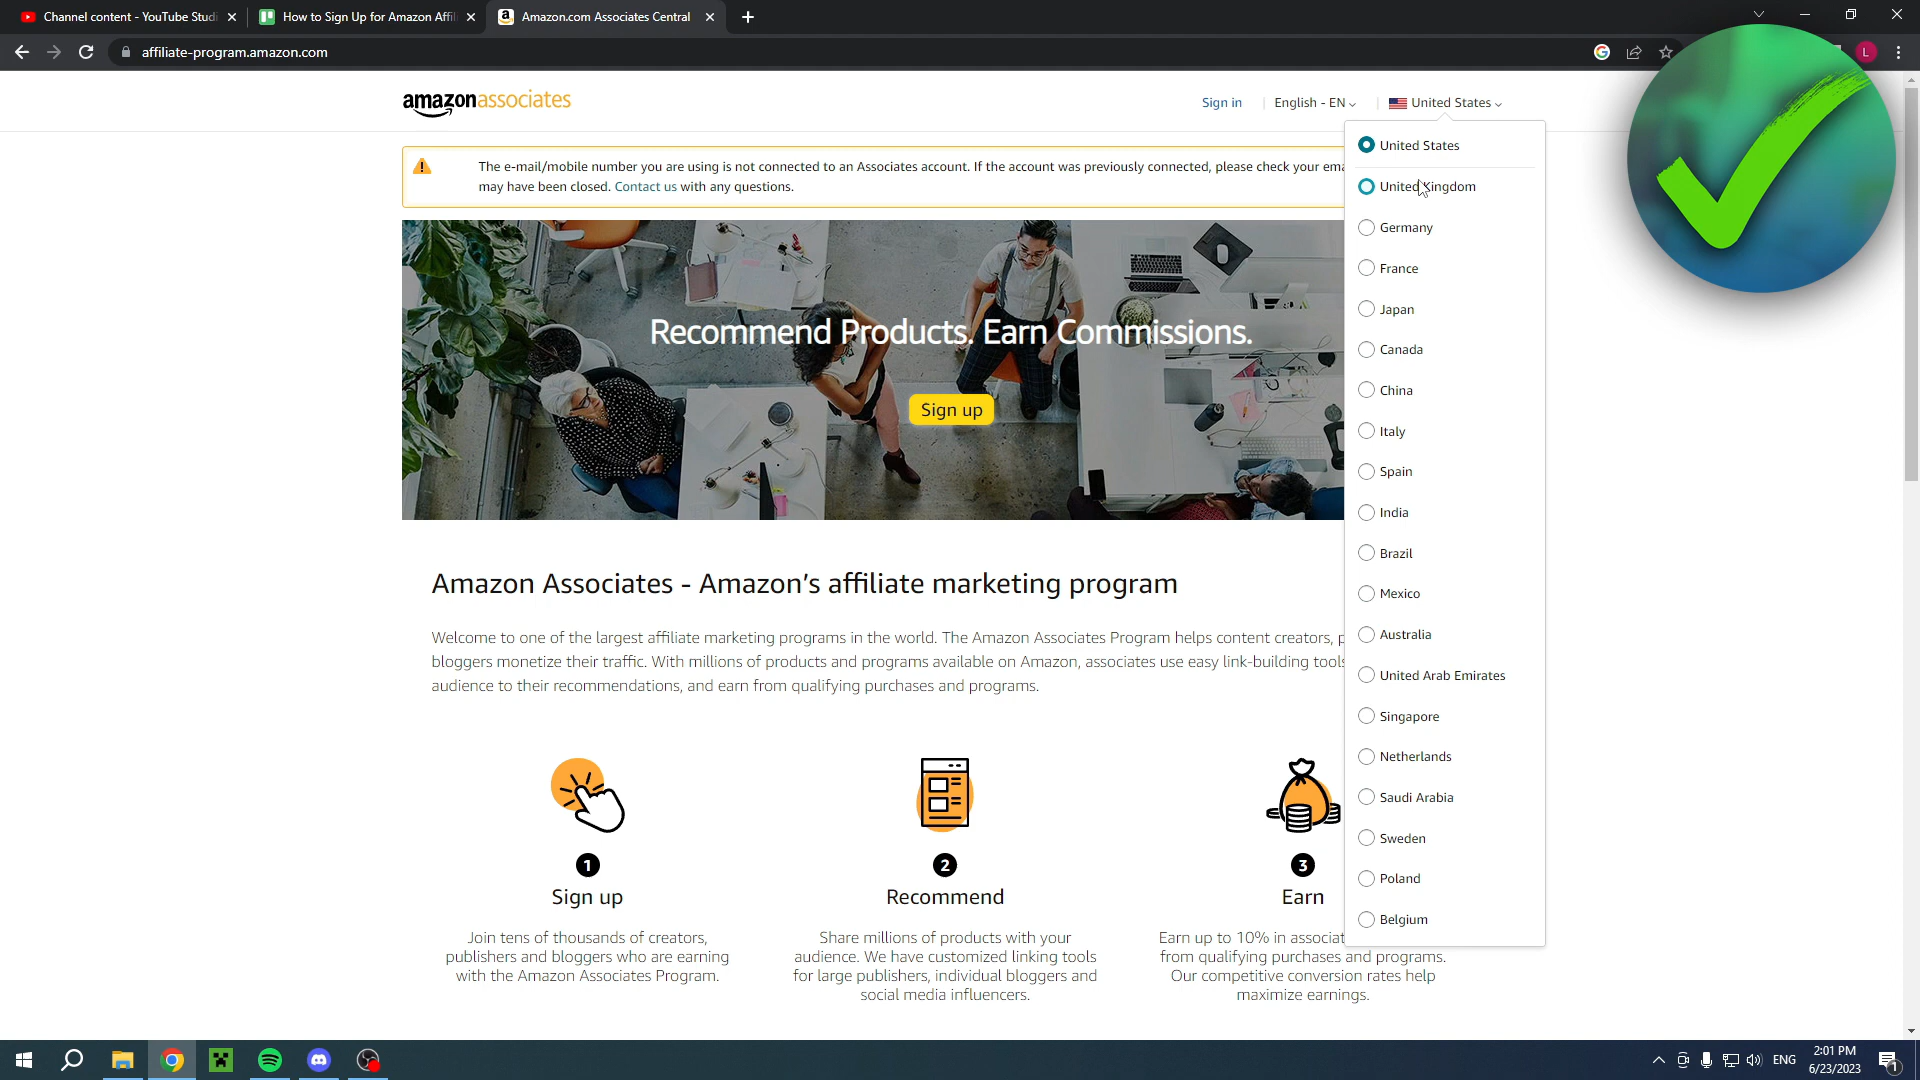 Channel content - YouTube Studi
How to Sign Up for Amazon Affil
Amazon.com Associates Central
affiliate-program.amazon.com
L
amazonassociates
Sign in
English - EN
United States
The e-mail/mobile number you are using is not connected to an Associates account. If the account was previously connected, please check your ema
may have been closed. Contact us with any questions.
Recommend Products. Earn Commissions.
Sign up
United States
United Kingdom
Germany
France
Japan
Canada
China
Italy
Spain
India
Brazil
Mexico
Australia
United Arab Emirates
Singapore
Netherlands
Saudi Arabia
Sweden
Poland
Belgium
Amazon Associates - Amazon's affiliate marketing program
Welcome to one of the largest affiliate marketing programs in the world. The Amazon Associates Program helps content creators, p
bloggers monetize their traffic. With millions of products and programs available on Amazon, associates use easy link-building tools
audience to their recommendations, and earn from qualifying purchases and programs.
1
Sign up
Join tens of thousands of creators,
publishers and bloggers who are earning
with the Amazon Associates Program.
2
Recommend
Share millions of products with your
audience. We have customized linking tools
for large publishers, individual bloggers and
social media influencers.
3
Earn
Earn up to 10% in associat
from qualifying purchases and programs.
Our competitive conversion rates help
maximize earnings.
ENG
2:01 PM
6/23/2023
1